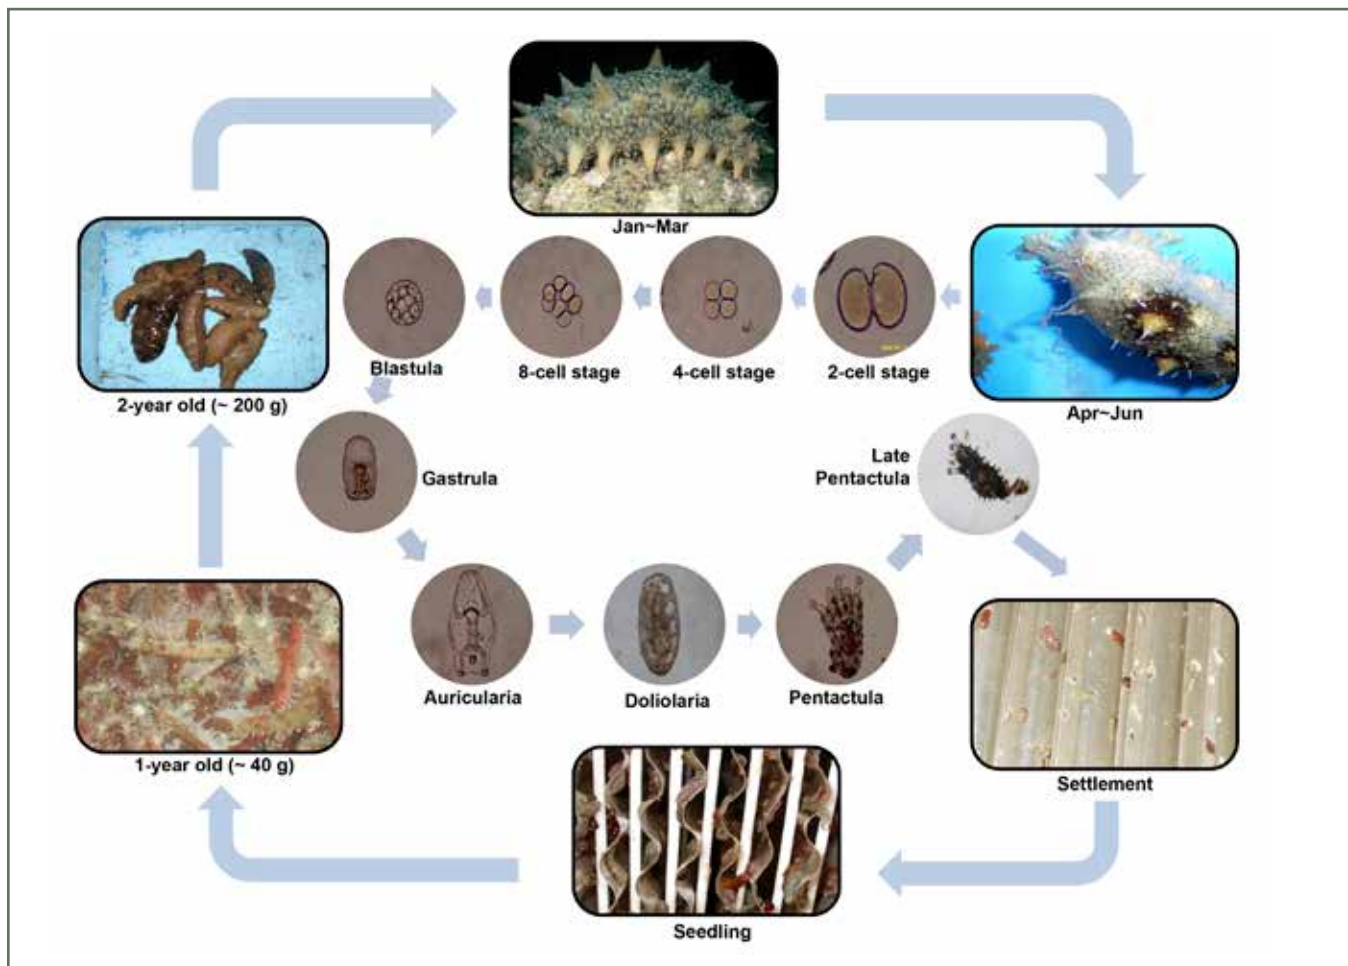 Jan~Mar
Blastula
8-cell stage
4-cell stage
2-cell stage
2-year old (~ 200 g)
Apr~Jun
Gastrula
Late
Pentactula
Auricularia
Doliolaria
Pentactula
1-year old (~ 40 g)
Settlement
Seedling